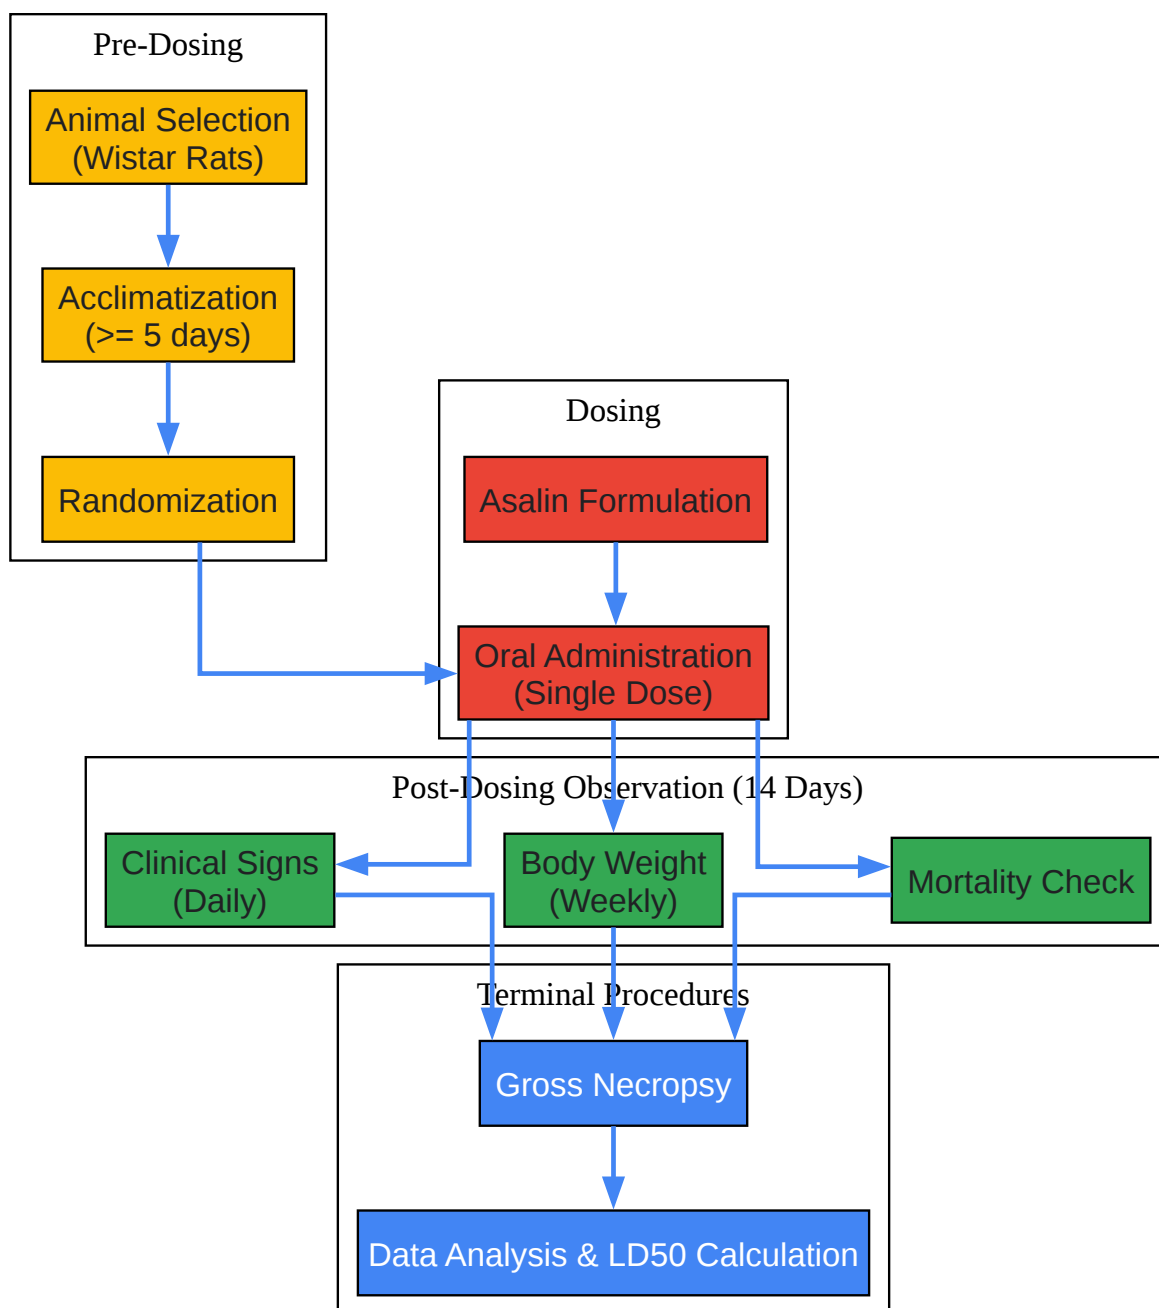 Pre-Dosing
Animal Selection
(Wistar Rats)
Acclimatization
(>= 5 days)
Randomization
Dosing
Asalin Formulation
Oral Administration
(Single Dose)
Post-Dosing Observation (14 Days)
Clinical Signs
(Daily)
Body Weight
(Weekly)
Mortality Check
Terminal Procedures
Gross Necropsy
Data Analysis & LD50 Calculation